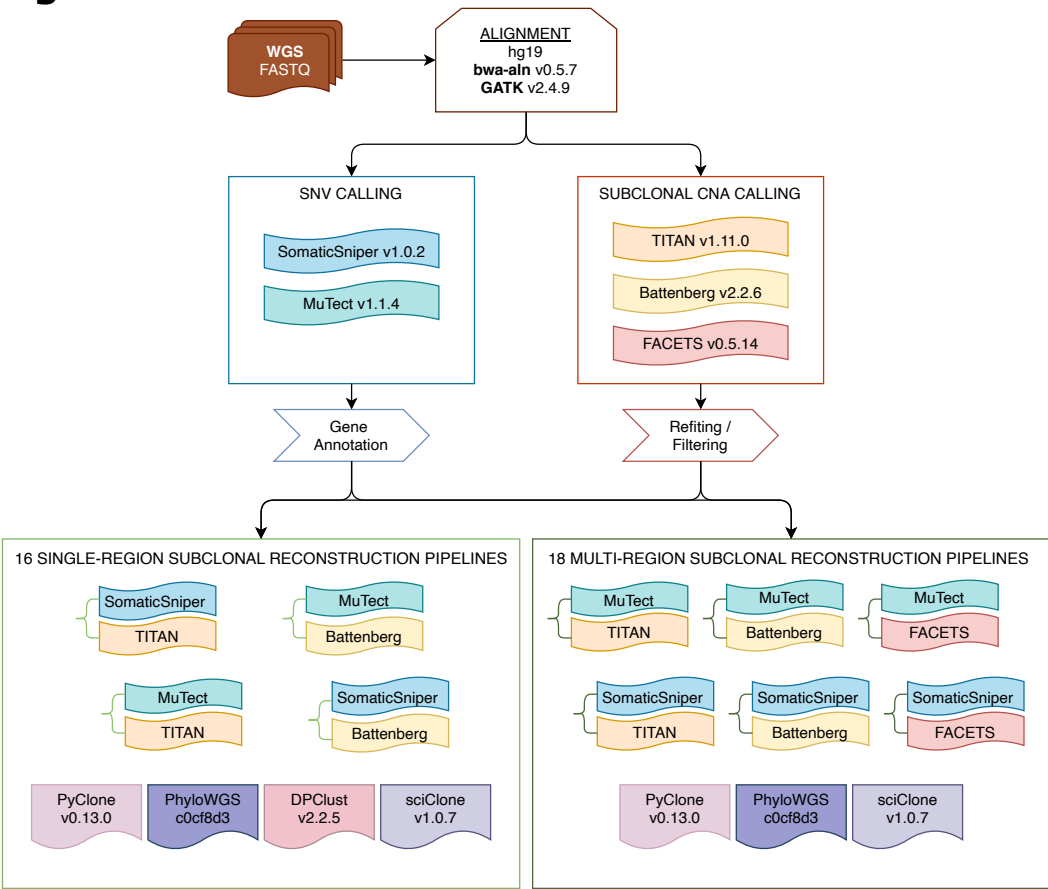 WGS
FASTQ
ALIGNMENT
hg19
bwa-aln v0.5.7
GATK v2.4.9
SNV CALLING
SomaticSniper v1.0.2
MuTect v1.1.4
SUBCLONAL CNA CALLING
TITAN v1.11.0
Battenberg v2.2.6
FACETS v0.5.14
Gene
Annotation
Refiting /
Filtering
16 SINGLE-REGION SUBCLONAL RECONSTRUCTION PIPELINES
SomaticSniper
TITAN
MuTect
Battenberg
MuTect
TITAN
SomaticSniper
Battenberg
PyClone
v0.13.0
PhyloWGS
c0cf8d3
DPClust
v2.2.5
sciClone
v1.0.7
18 MULTI-REGION SUBCLONAL RECONSTRUCTION PIPELINES
MuTect
TITAN
MuTect
Battenberg
MuTect
FACETS
SomaticSniper
TITAN
SomaticSniper
Battenberg
SomaticSniper
FACETS
PyClone
v0.13.0
PhyloWGS
c0cf8d3
sciClone
v1.0.7